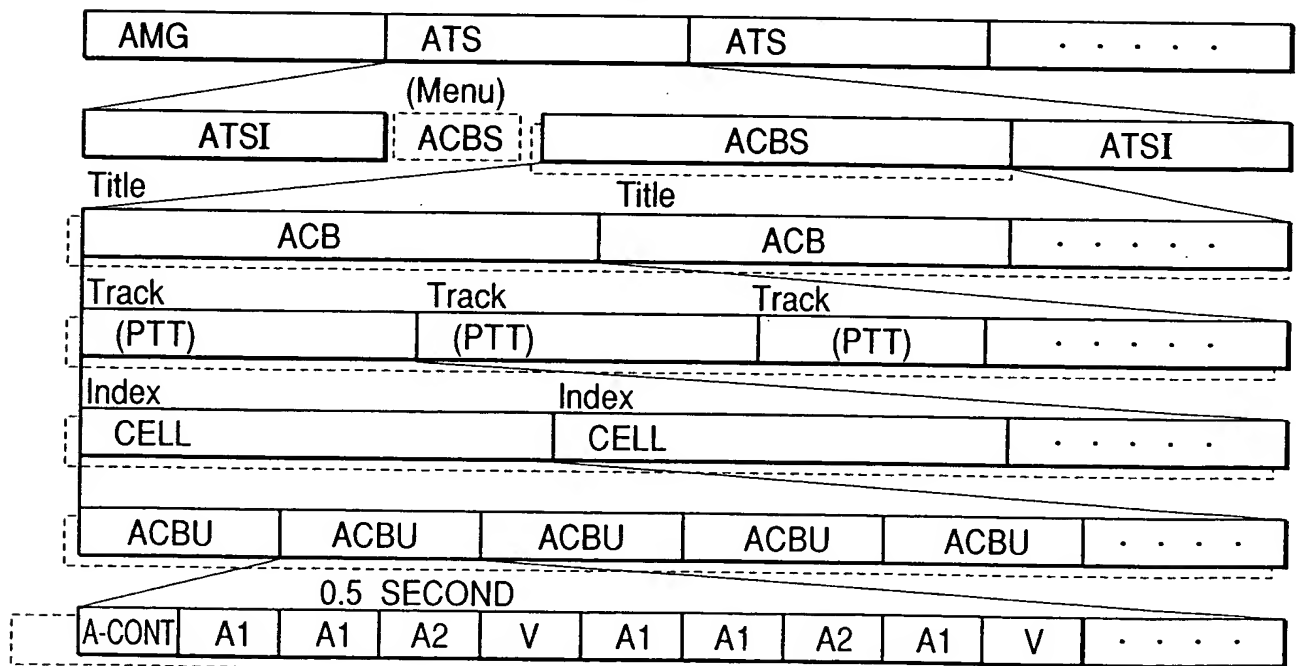 AMG ATS ATS . . . . .
(Menu)
ATSI ACBS ACBS ATSI
Title Title
ACB ACB . . . . .
Track Track Track
(PTT) (PTT) (PTT) . . . . .
Index Index
CELL CELL . . . . .
ACBU ACBU ACBU ACBU ACBU . . . .
0.5 SECOND
A-CONT A1 A1 A2 V A1 A1 A2 A1 V . . . .